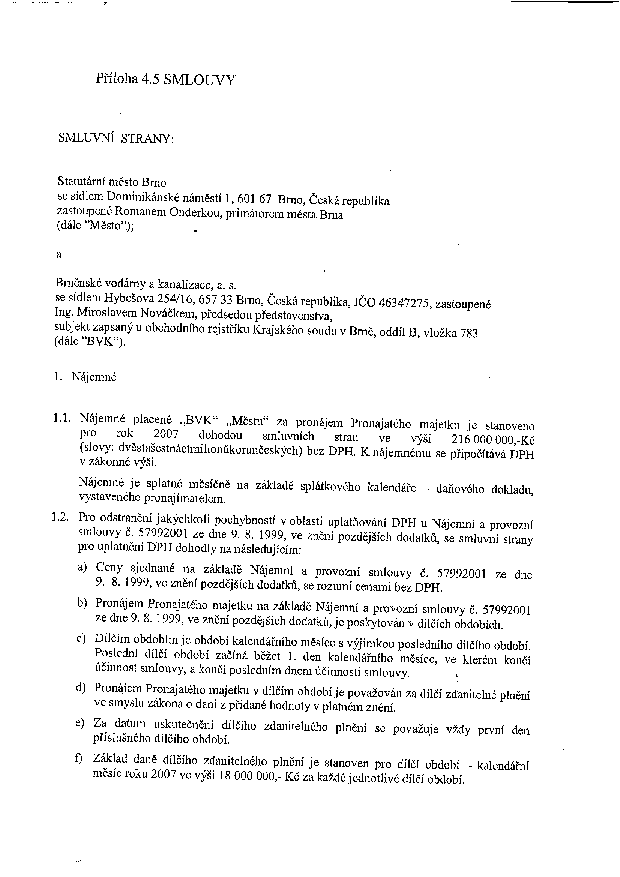 Příloha 4.5 SMLOUVY
SMLUVNÍ STRANY:
Statutární město Brno
se sídlem Dominikánské náměstí 1, 601 67 Brno, Česká republika
zastoupené Romanem Onderkou, primátorem města Brna
(dále "Město");
a
Brněnské vodárny a kanalizace, a. s.
se sídlem Hybešova 254/16, 657 33 Brno, Česká republika, IČO 46347275, zastoupené
Ing. Miroslavem Nováčkem, předsedou představenstva,
subjekt zapsaný u obchodního rejstříku Krajského soudu v Brně, oddíl B, vložka 783
(dále "BVK").
1. Nájemné
1.1. Nájemné placené „BVK“ „Městu“ za pronájem Pronajatého majetku je stanoveno
pro rok 2007 dohodou smluvních stran ve výši 216 000 000,-Kč
(slovy: dvěstašestnáctmiliónůkorunčeských) bez DPH. K nájemnému se připočítává DPH
v zákonné výši.
Nájemné je splatné měsíčně na základě splátkového kalendáře - daňového dokladu,
vystaveného pronajímatelem.
1.2. Pro odstranění jakýchkoli pochybností v oblasti uplatňování DPH u Nájemní a provozní
smlouvy č. 57992001 ze dne 9. 8. 1999, ve znění pozdějších dodatků, se smluvní strany
pro uplatnění DPH dohodly na následujícím:
a) Ceny sjednané na základě Nájemní a provozní smlouvy č. 57992001 ze dne
9. 8. 1999, ve znění pozdějších dodatků, se rozumí cenami bez DPH.
b) Pronájem Pronajatého majetku na základě Nájemní a provozní smlouvy č. 57992001
ze dne 9. 8. 1999, ve znění pozdějších dodatků, je poskytován v dílčích obdobích.
c) Dílčím obdobím je období kalendářního měsíce s výjimkou posledního dílčího období.
Poslední dílčí období začíná běžet 1. den kalendářního měsíce, ve kterém končí
účinnost smlouvy, a končí posledním dnem účinnosti smlouvy.
d) Pronájem Pronajatého majetku v dílčím období je považován za dílčí zdanitelné plnění
ve smyslu zákona o dani z přidané hodnoty v platném znění.
e) Za datum uskutečnění dílčího zdanitelného plnění se považuje vždy první den
příslušného dílčího období.
f) Základ daně dílčího zdanitelného plnění je stanoven pro dílčí období - kalendářní
měsíc roku 2007 ve výši 18 000 000,- Kč za každé jednotlivé dílčí období.